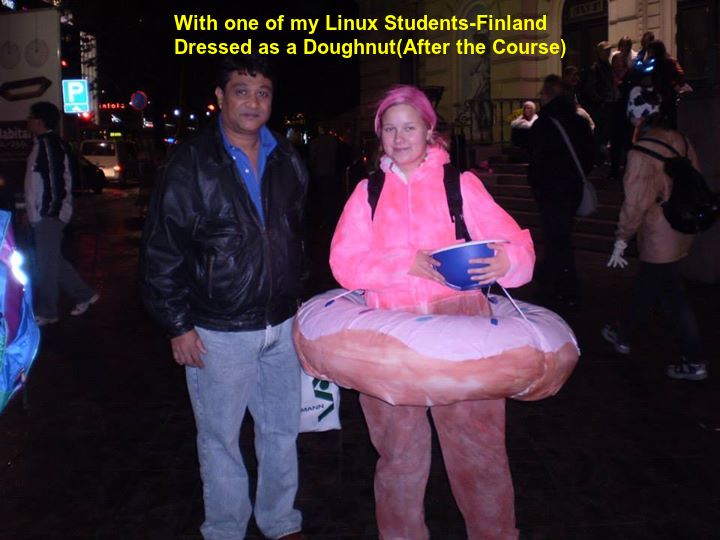 With one of my Linux Students-Finland
Dressed as a Doughnut(After the Course)
P